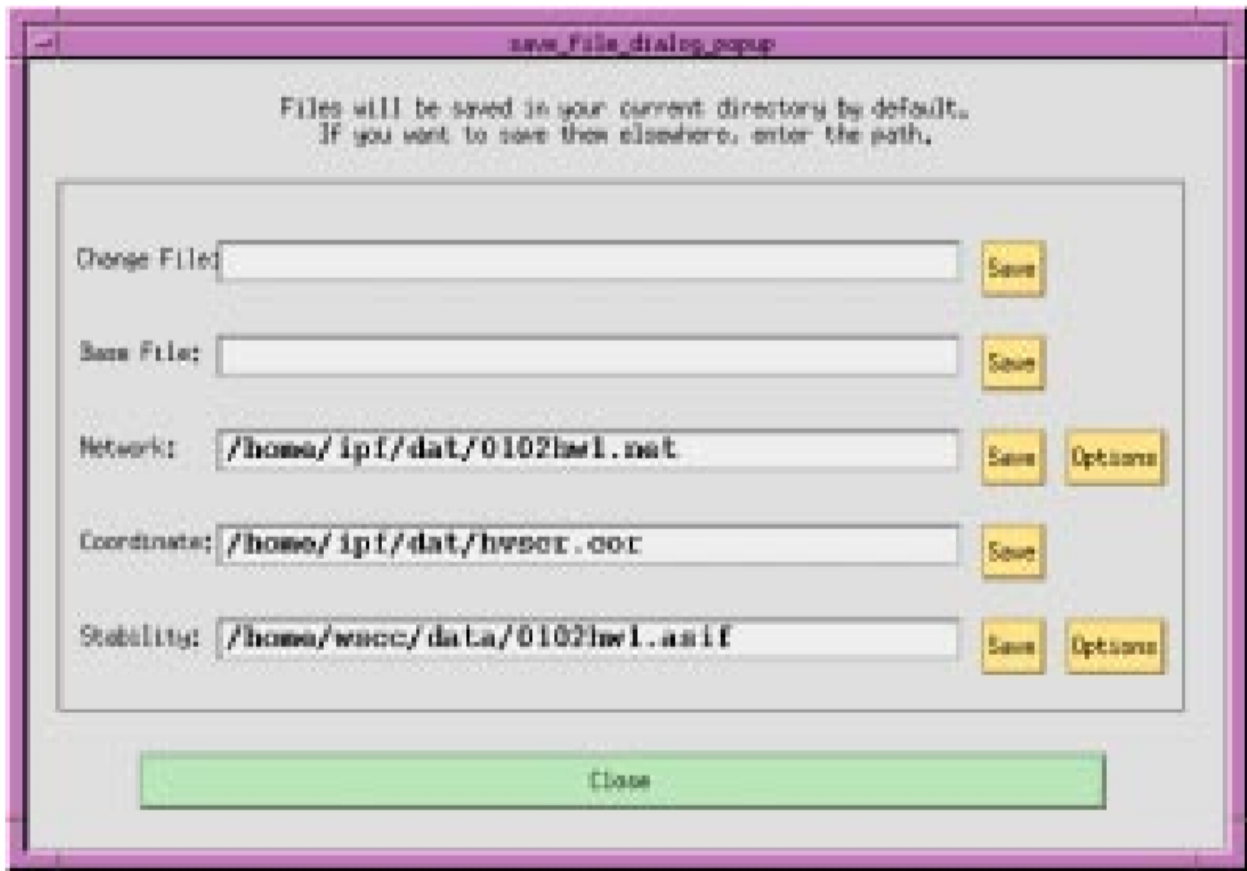 save_file_dialog_popup
Files will be saved in your current directory by default.
If you want to save them elsewhere, enter the path.
Change File: Save
Base File: Save
Network: /home/ipf/dat/0102hw1.net Save Options
Coordinate: /home/ipf/dat/hwscr.cor Save
Stability: /home/wscc/data/0102hw1.asif Save Options
Close